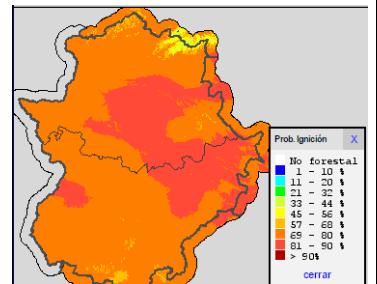 Prob. Ignición X
No forestal
1 - 10 %
11 - 20 %
21 - 32 %
33 - 44 %
45 - 56 %
57 - 68 %
69 - 80 %
81 - 90 %
> 90%
cerrar